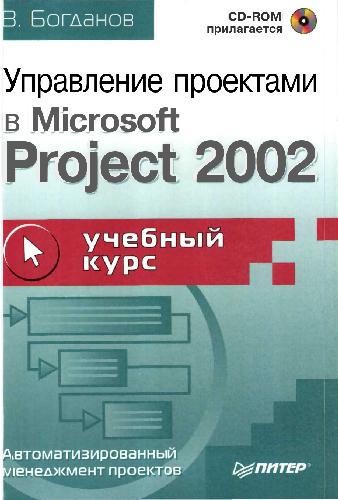 В. Богданов
CD-ROM
прилагается
Управление проектами
в Microsoft
Project 2002
учебный
курс
Автоматизированный
менеджмент проектов
ПИТЕР